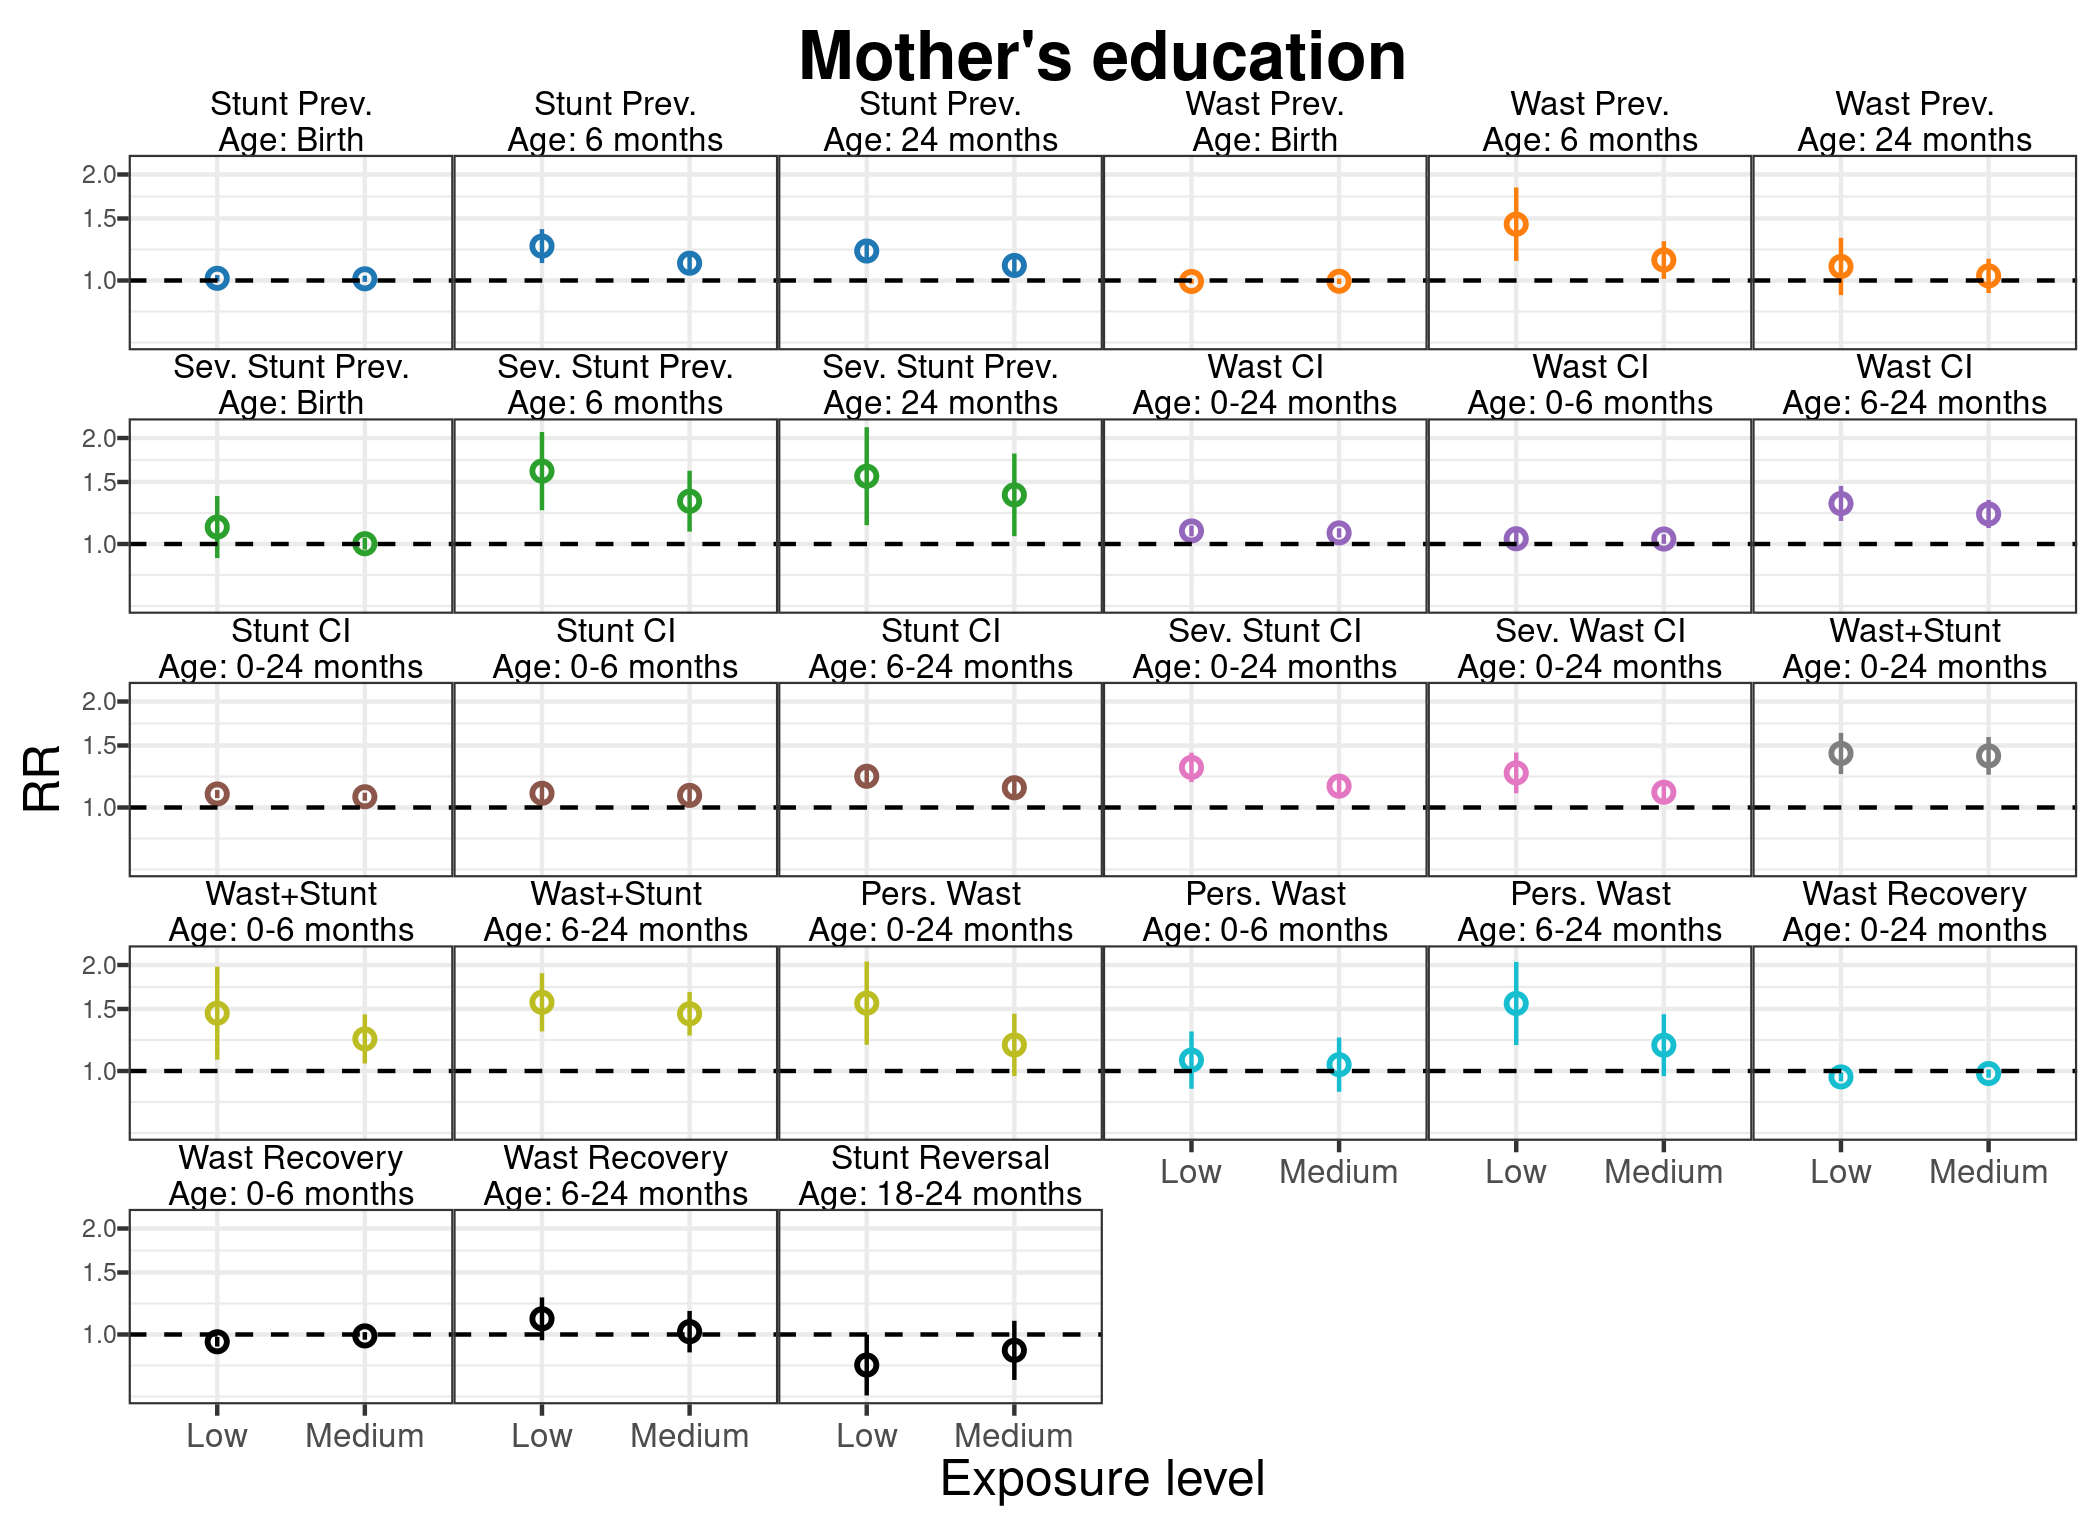 Mother's education
Stunt Prev.
Age: Birth
Stunt Prev.
Age: 6 months
Stunt Prev.
Age: 24 months
Wast Prev.
Age: Birth
Wast Prev.
Age: 6 months
Wast Prev.
Age: 24 months
2.0
1.5
1.0
Sev. Stunt Prev.
Age: Birth
Sev. Stunt Prev.
Age: 6 months
Sev. Stunt Prev.
Age: 24 months
Wast CI
Age: 0-24 months
Wast CI
Age: 0-6 months
Wast CI
Age: 6-24 months
2.0
1.5
1.0
Stunt CI
Age: 0-24 months
Stunt CI
Age: 0-6 months
Stunt CI
Age: 6-24 months
Sev. Stunt CI
Age: 0-24 months
Sev. Wast CI
Age: 0-24 months
Wast+Stunt
Age: 0-24 months
2.0
1.5
1.0
RR
Wast+Stunt
Age: 0-6 months
Wast+Stunt
Age: 6-24 months
Pers. Wast
Age: 0-24 months
Pers. Wast
Age: 0-6 months
Pers. Wast
Age: 6-24 months
Wast Recovery
Age: 0-24 months
2.0
1.5
1.0
Low Medium Low Medium Low Medium
Wast Recovery
Age: 0-6 months
Wast Recovery
Age: 6-24 months
Stunt Reversal
Age: 18-24 months
2.0
1.5
1.0
Low Medium Low Medium Low Medium
Exposure level